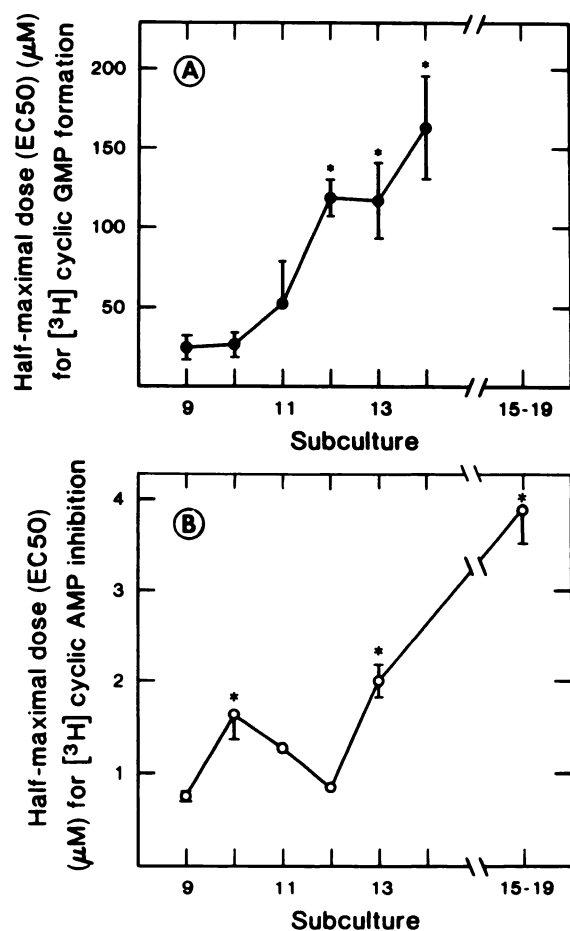 Half-maximal dose (EC50) (μM)
for [³H] cyclic GMP formation
A
200
150
100
50
*
*
*
9
11
13
15-19
Subculture
Half-maximal dose (EC50)
(μM) for [³H] cyclic AMP inhibition
B
4
3
2
1
*
*
*
9
11
13
15-19
Subculture